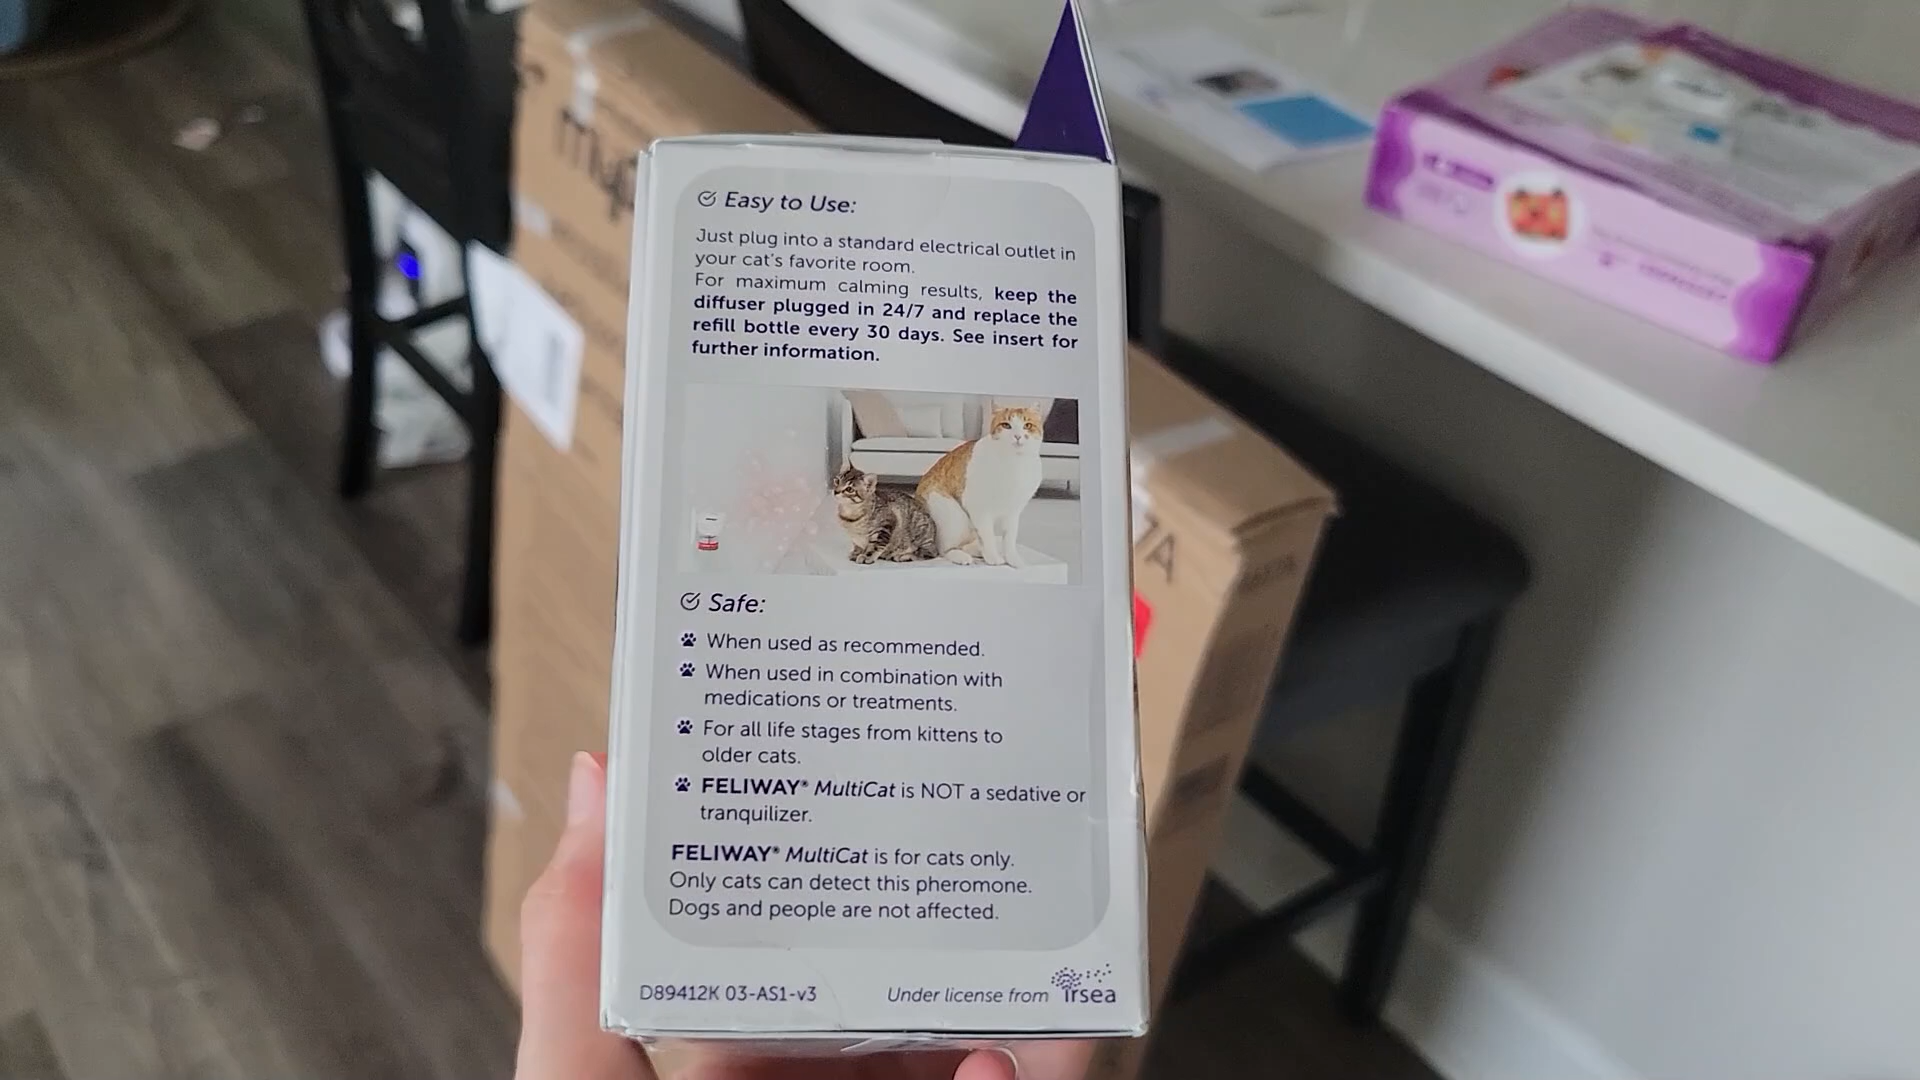 Easy to Use:
Just plug into a standard electrical outlet in
your cat's favorite room.
For maximum calming results, keep the
diffuser plugged in 24/7 and replace the
refill bottle every 30 days. See insert for
further information.
Safe:
When used as recommended.
When used in combination with
medications or treatments.
For all life stages from kittens to
older cats.
FELIWAY® MultiCat is NOT a sedative or
tranquilizer.
FELIWAY® MultiCat is for cats only.
Only cats can detect this pheromone.
Dogs and people are not affected.
D89412K 03-AS1-v3
Under license from irsea